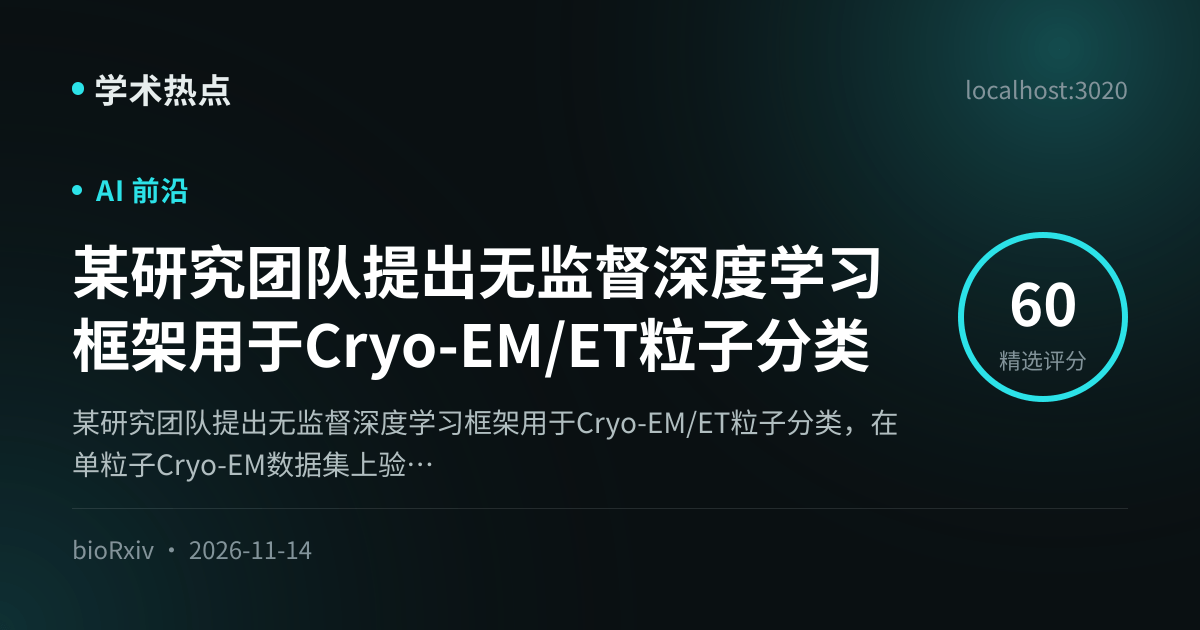 学术热点
localhost:3020
AI 前沿
某研究团队提出无监督深度学习
框架用于Cryo-EM/ET粒子分类
60
精选评分
某研究团队提出无监督深度学习框架用于Cryo-EM/ET粒子分类，在
单粒子Cryo-EM数据集上验…
bioRxiv · 2026-11-14